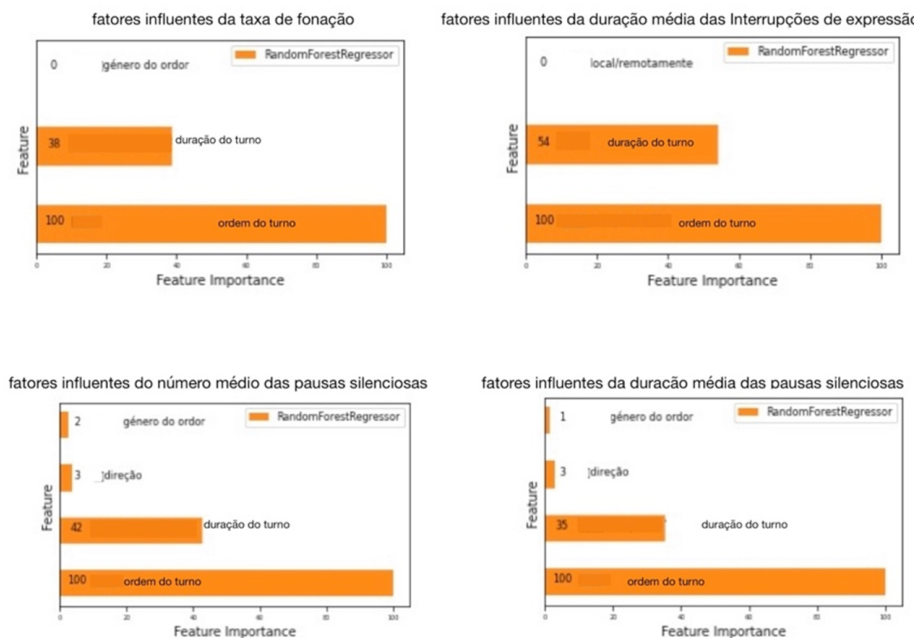 fatores influentes da taxa de fonação
RandomForestRegressor
0 género do ordor
38 duração do turno
100 ordem do turno
Feature
0 20 40 60 80 100
Feature Importance
fatores influentes da duração média das Interrupções de expressão
RandomForestRegressor
0 local/remotamente
54 duração do turno
100 ordem do turno
Feature
0 20 40 60 80 100
Feature Importance
fatores influentes do número médio das pausas silenciosas
RandomForestRegressor
2 género do ordor
3 direção
42 duração do turno
100 ordem do turno
Feature
0 20 40 60 80 100
Feature Importance
fatores influentes da duracão média das pausas silenciosas
RandomForestRegressor
1 género do ordor
3 direção
35 duração do turno
100 ordem do turno
Feature
0 20 40 60 80 100
Feature Importance